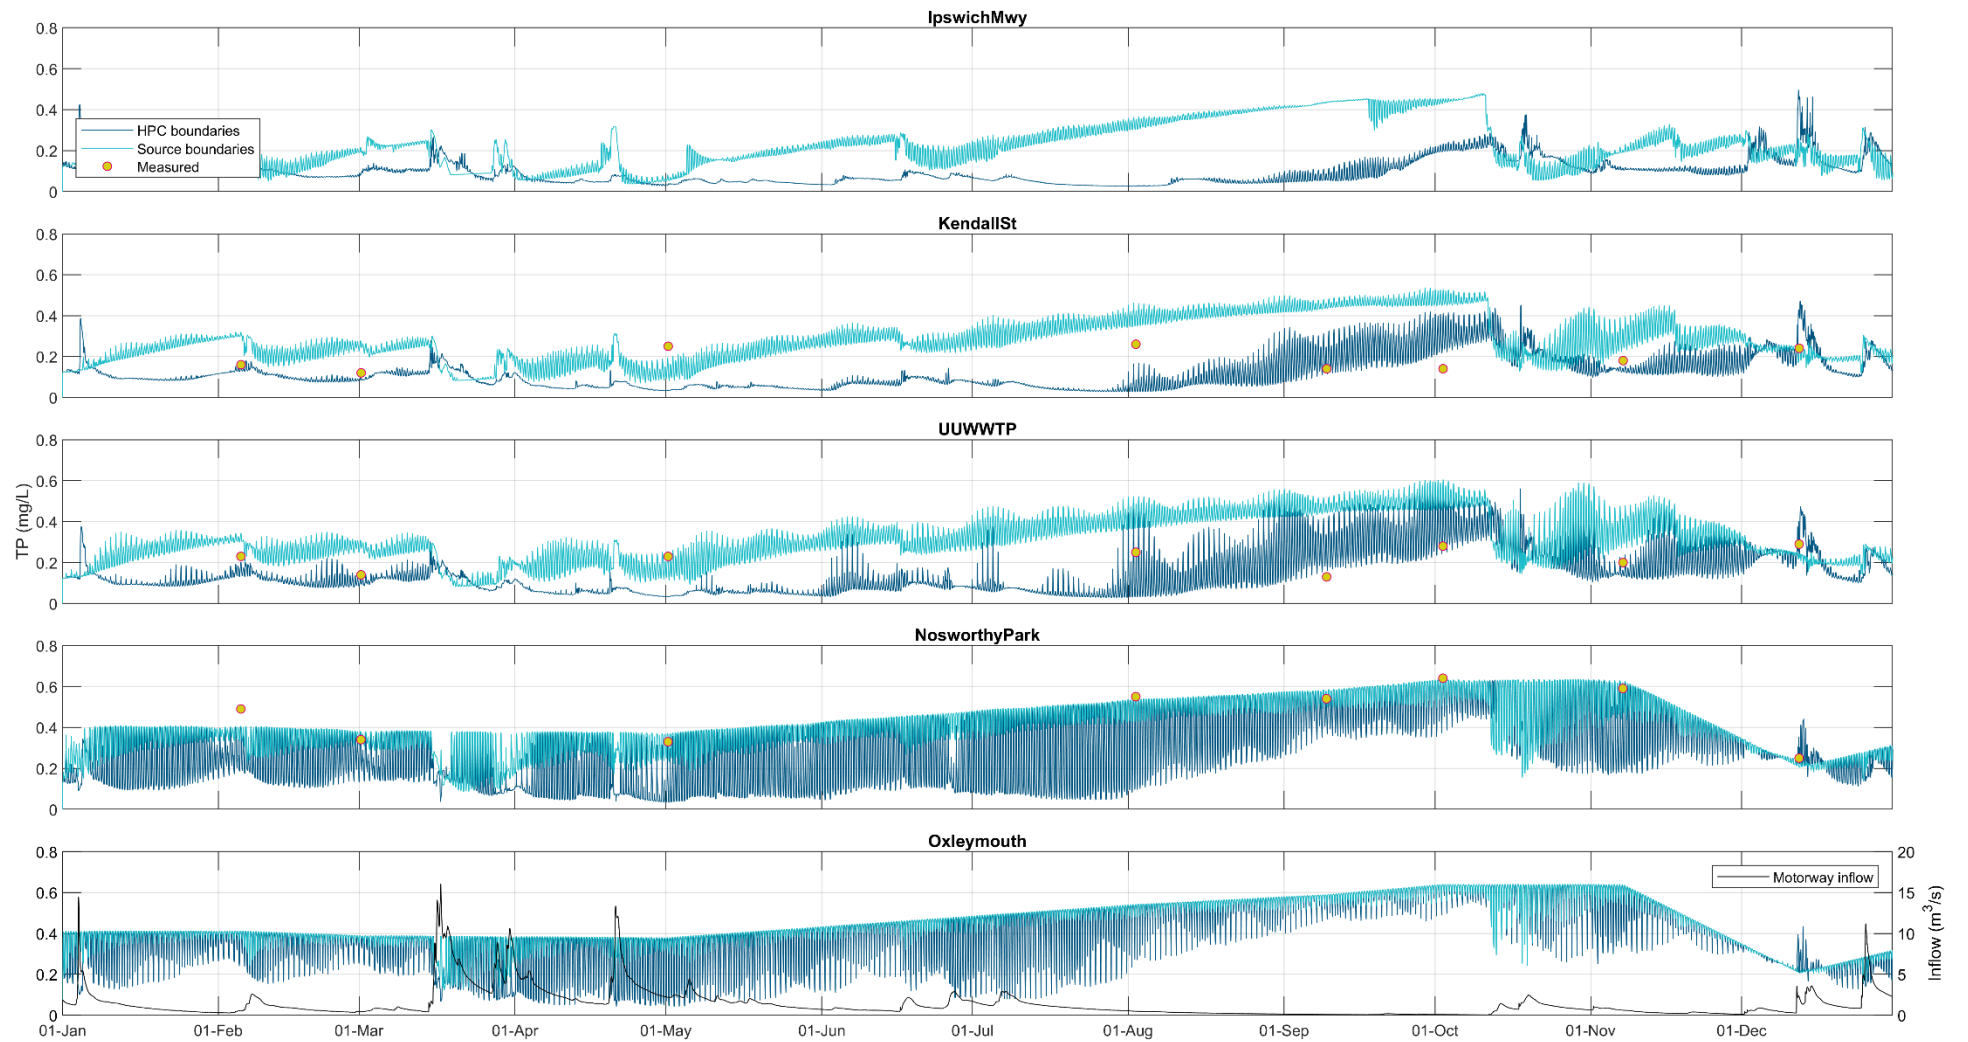 IpswichMwy
0.8
0.6
0.4
0.2
0
HPC boundaries
Source boundaries
Measured
KendallSt
0.8
0.6
0.4
0.2
0
UUWWTP
0.8
0.6
0.4
0.2
0
TP (mg/L)
NosworthyPark
0.8
0.6
0.4
0.2
0
Oxleymouth
0.8
0.6
0.4
0.2
0
Motorway inflow
20
15
10
5
0
Inflow (m³/s)
01-Jan 01-Feb 01-Mar 01-Apr 01-May 01-Jun 01-Jul 01-Aug 01-Sep 01-Oct 01-Nov 01-Dec